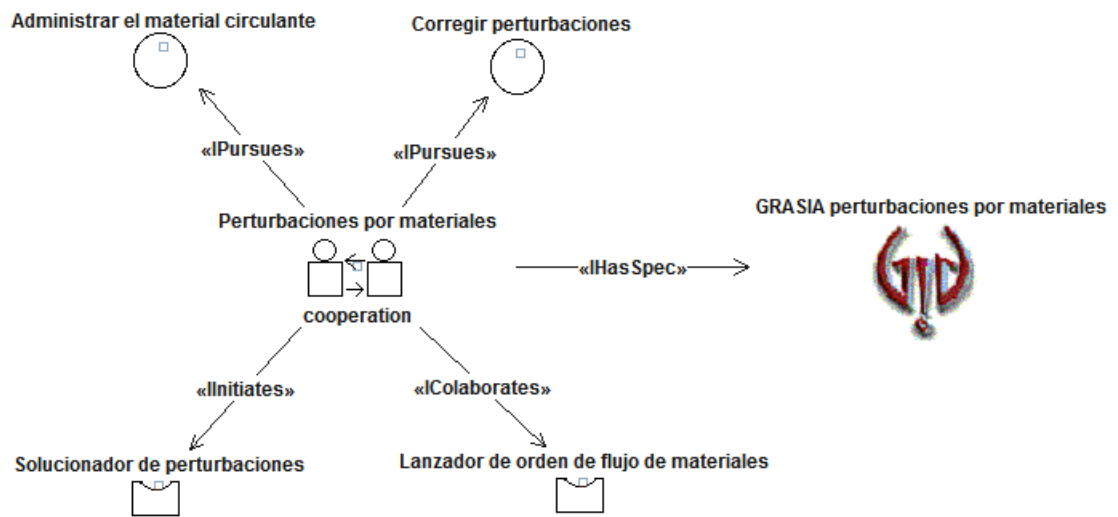 Administrar el material circulante
Corregir perturbaciones
«IPursues»
«IPursues»
Perturbaciones por materiales
GRASIA perturbaciones por materiales
«IHasSpec»
cooperation
«IInitiates»
«IColaborates»
Solucionador de perturbaciones
Lanzador de orden de flujo de materiales